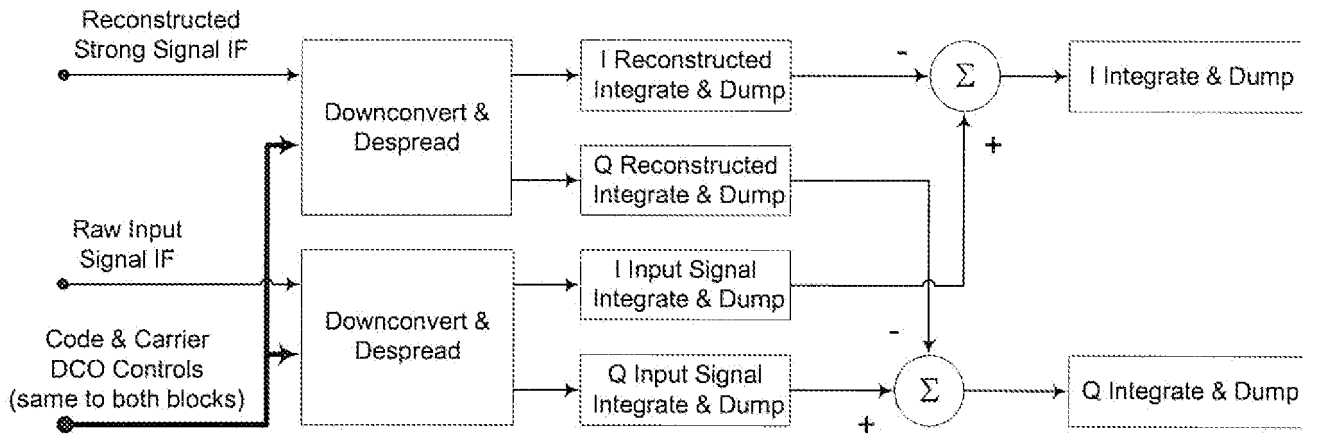 Reconstructed
Strong Signal IF
Downconvert &
Despread
I Reconstructed
Integrate & Dump
-
Σ
I Integrate & Dump
+
Q Reconstructed
Integrate & Dump
Raw Input
Signal IF
Downconvert &
Despread
I Input Signal
Integrate & Dump
-
Code & Carrier
DCO Controls
(same to both blocks)
Q Input Signal
Integrate & Dump
+
Σ
Q Integrate & Dump